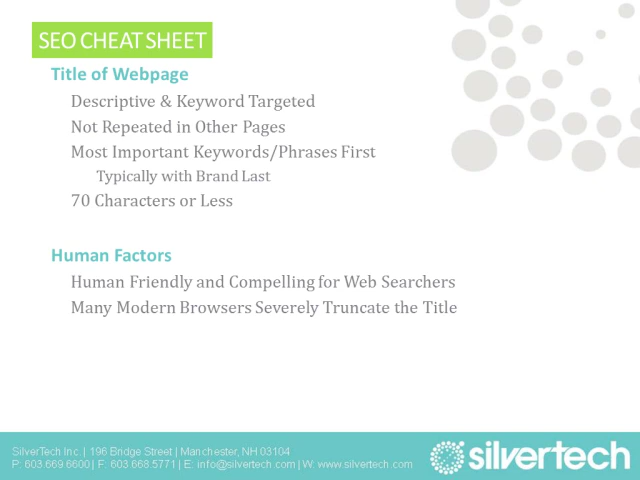 SEO CHEAT SHEET
Title of Webpage
Descriptive & Keyword Targeted
Not Repeated in Other Pages
Most Important Keywords/Phrases First
Typically with Brand Last
70 Characters or Less
Human Factors
Human Friendly and Compelling for Web Searchers
Many Modern Browsers Severely Truncate the Title
SilverTech Inc. | 196 Bridge Street | Manchester, NH 03104
P: 603.669.6600 | F: 603.668.5771 | E: info@silvertech.com | W: www.silvertech.com
silvertech